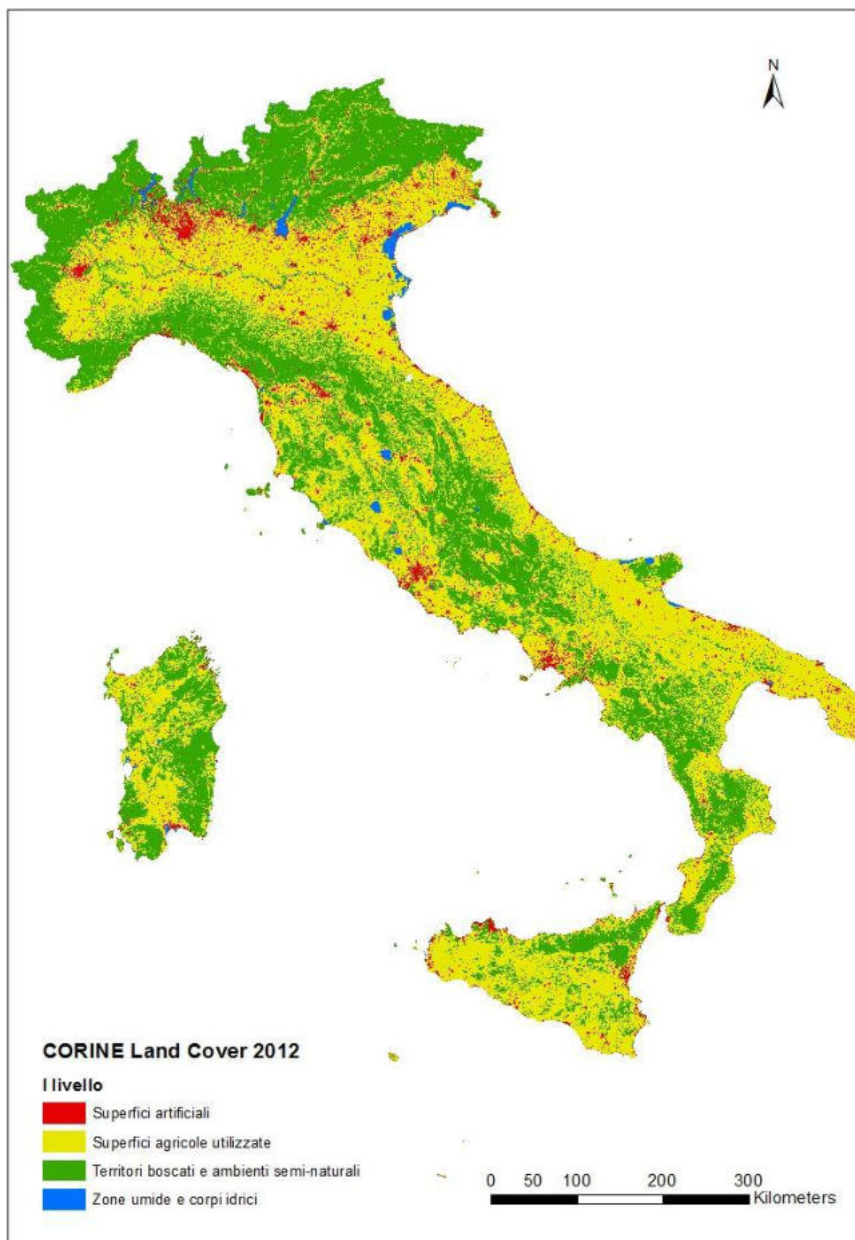 N
CORINE Land Cover 2012
I livello
Superfici artificiali
Superfici agricole utilizzate
Territori boscati e ambienti semi-naturali
Zone umide e corpi idrici
0 50 100 200 300
Kilometers